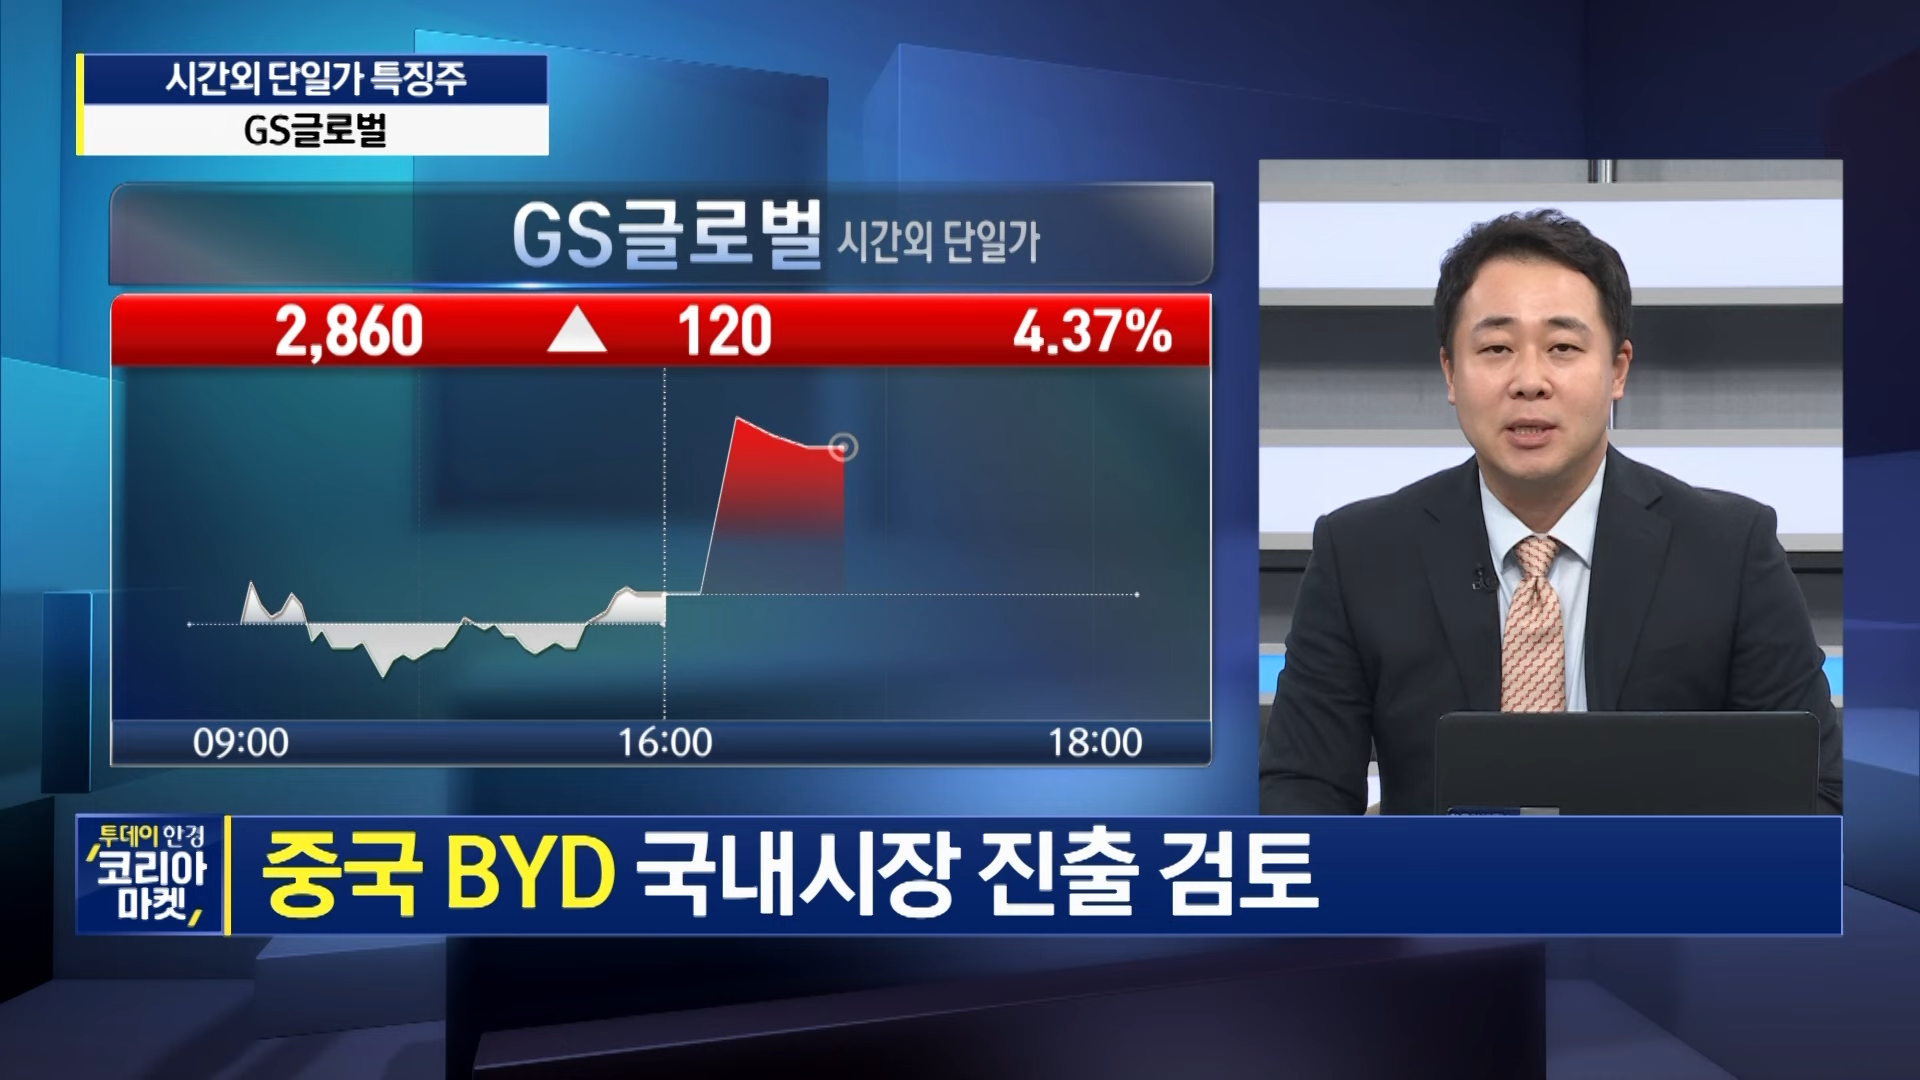 시간외 단일가 특징주
GS글로벌
GS글로벌 시간외 단일가
2,860 ▲ 120 4.37%
09:00 16:00 18:00
투데이 한경
코리아
마켓
중국 BYD 국내시장 진출 검토